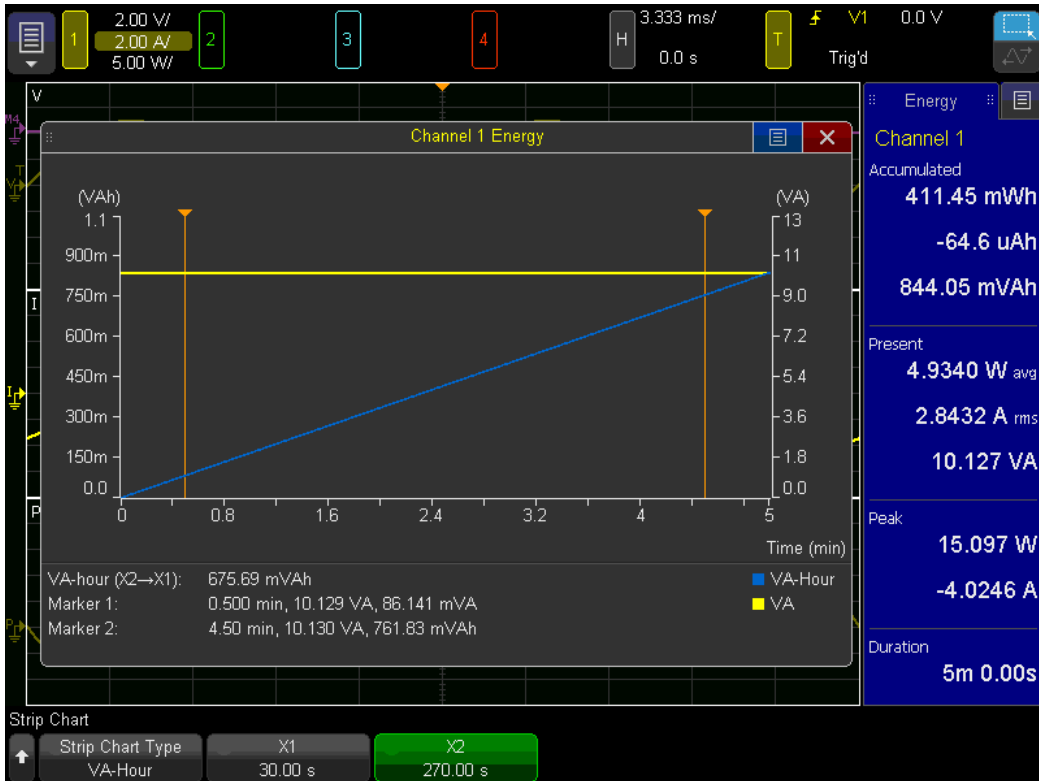 1
2.00 V/
2.00 A/
5.00 W/
2
3
4
H
3.333 ms/
0.0 s
T
V1
0.0 V
Trig'd
V
M4
Channel 1 Energy
Energy
Channel 1
Accumulated
411.45 mWh
-64.6 uAh
844.05 mVAh
Present
4.9340 W avg
2.8432 A rms
10.127 VA
Peak
15.097 W
-4.0246 A
Duration
5m 0.00s
T
V
I
I
P
P
(VAh)
1.1
900m
750m
600m
450m
300m
150m
0.0
(VA)
13
11
9.0
7.2
5.4
3.6
1.8
0.0
0
0.8
1.6
2.4
3.2
4
5
Time (min)
VA-hour (X2→X1): 675.69 mVAh
Marker 1: 0.500 min, 10.129 VA, 86.141 mVA
Marker 2: 4.50 min, 10.130 VA, 761.83 mVAh
VA-Hour
VA
Strip Chart
Strip Chart Type
VA-Hour
X1
30.00 s
X2
270.00 s